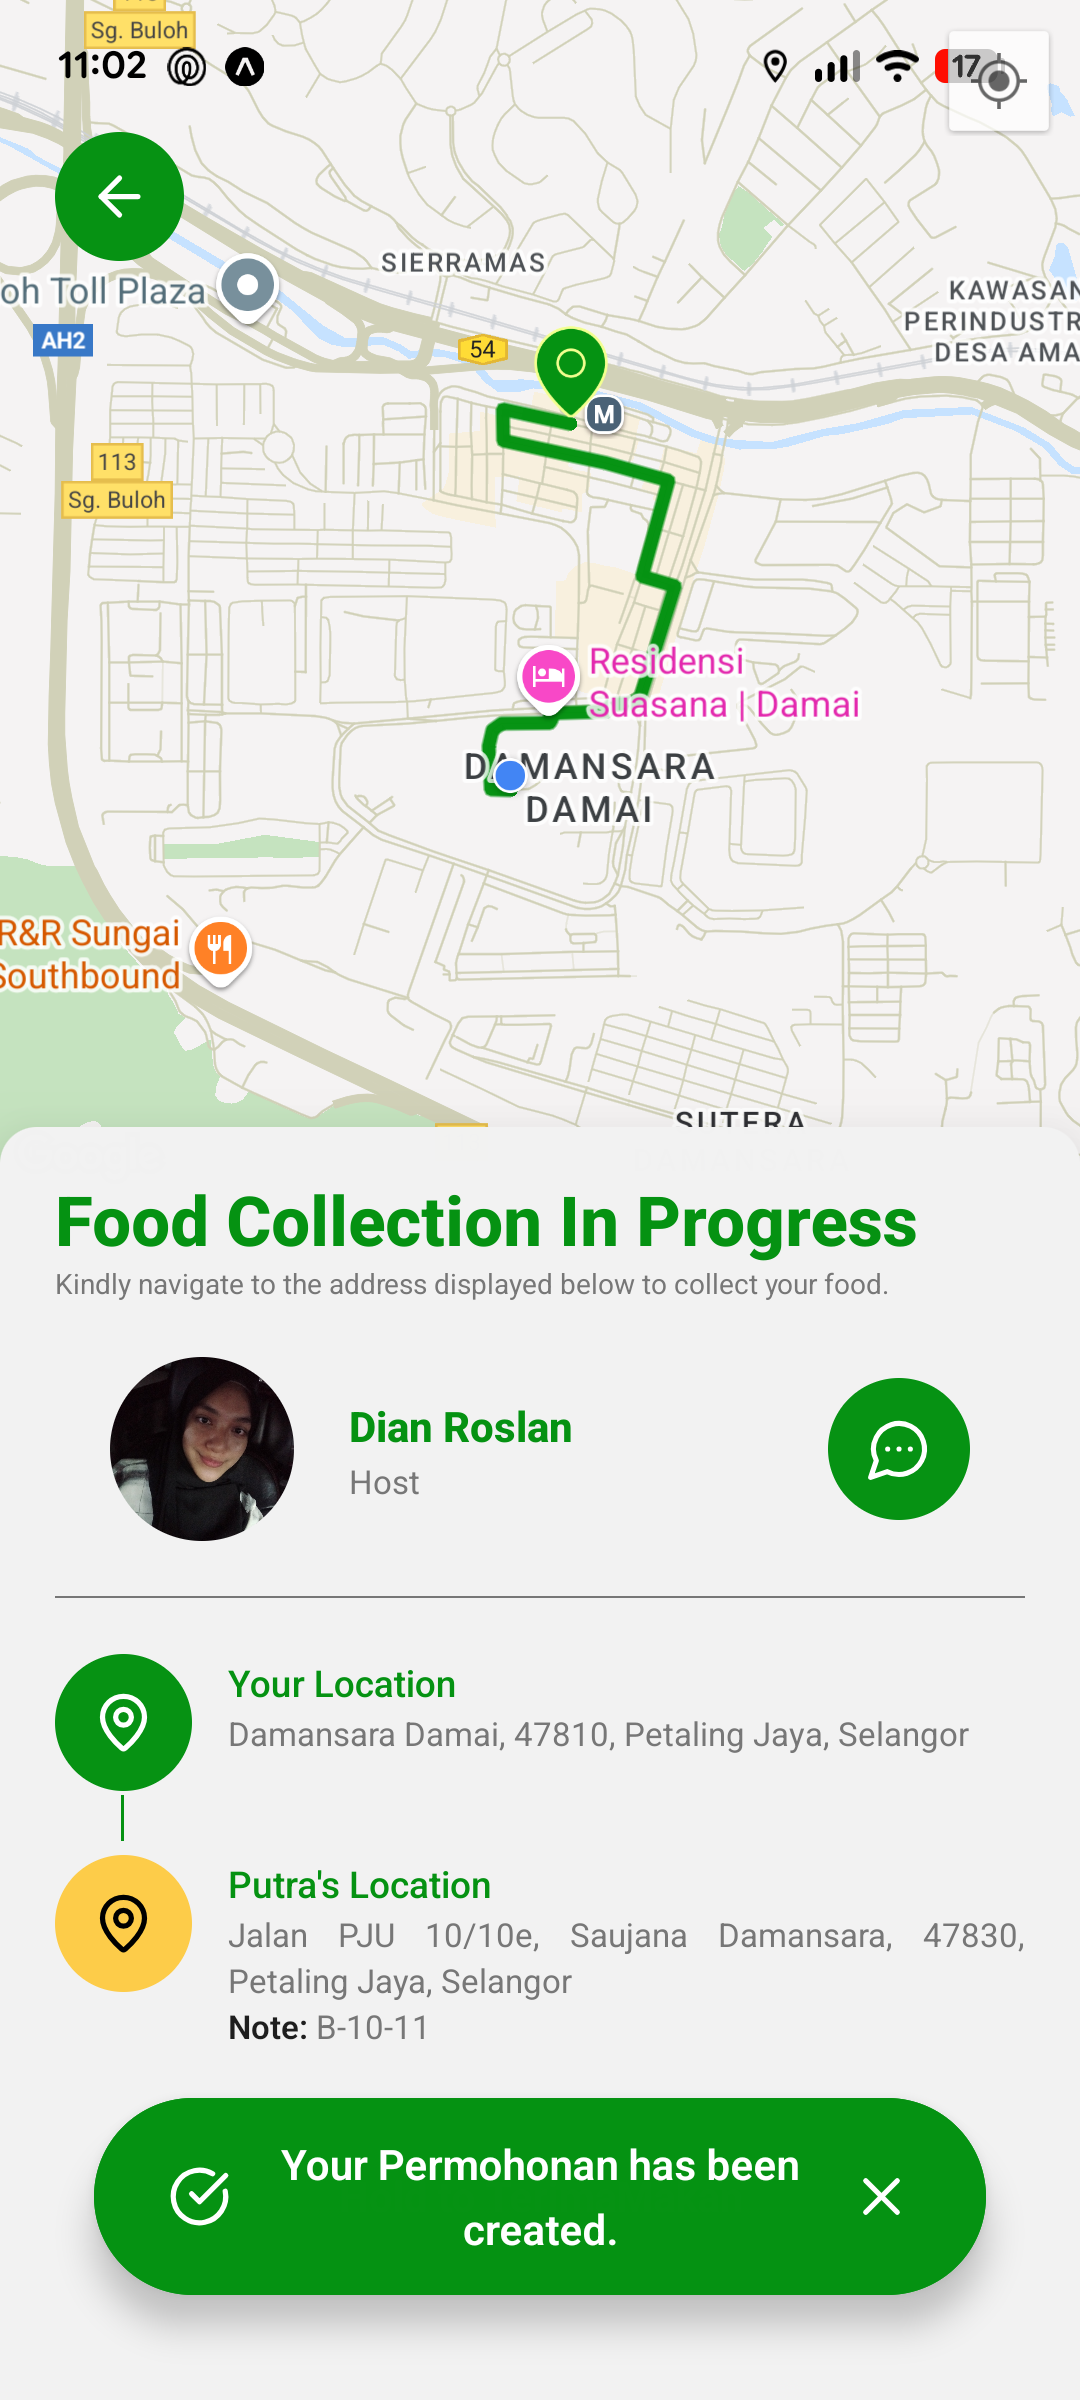 Sg. Buloh
11:02
17
SIERRAMAS
oh Toll Plaza
AH2
KAWASAN
PERINDUSTR
DESA AMA
54
M
113
Sg. Buloh
Residensi
Suasana | Damai
DAMANSARA
DAMAI
R&R Sungai
Southbound
SUTERA
Food Collection In Progress
Kindly navigate to the address displayed below to collect your food.
Dian Roslan
Host
Your Location
Damansara Damai, 47810, Petaling Jaya, Selangor
Putra's Location
Jalan PJU 10/10e, Saujana Damansara, 47830,
Petaling Jaya, Selangor
Note: B-10-11
Your Permohonan has been
created.